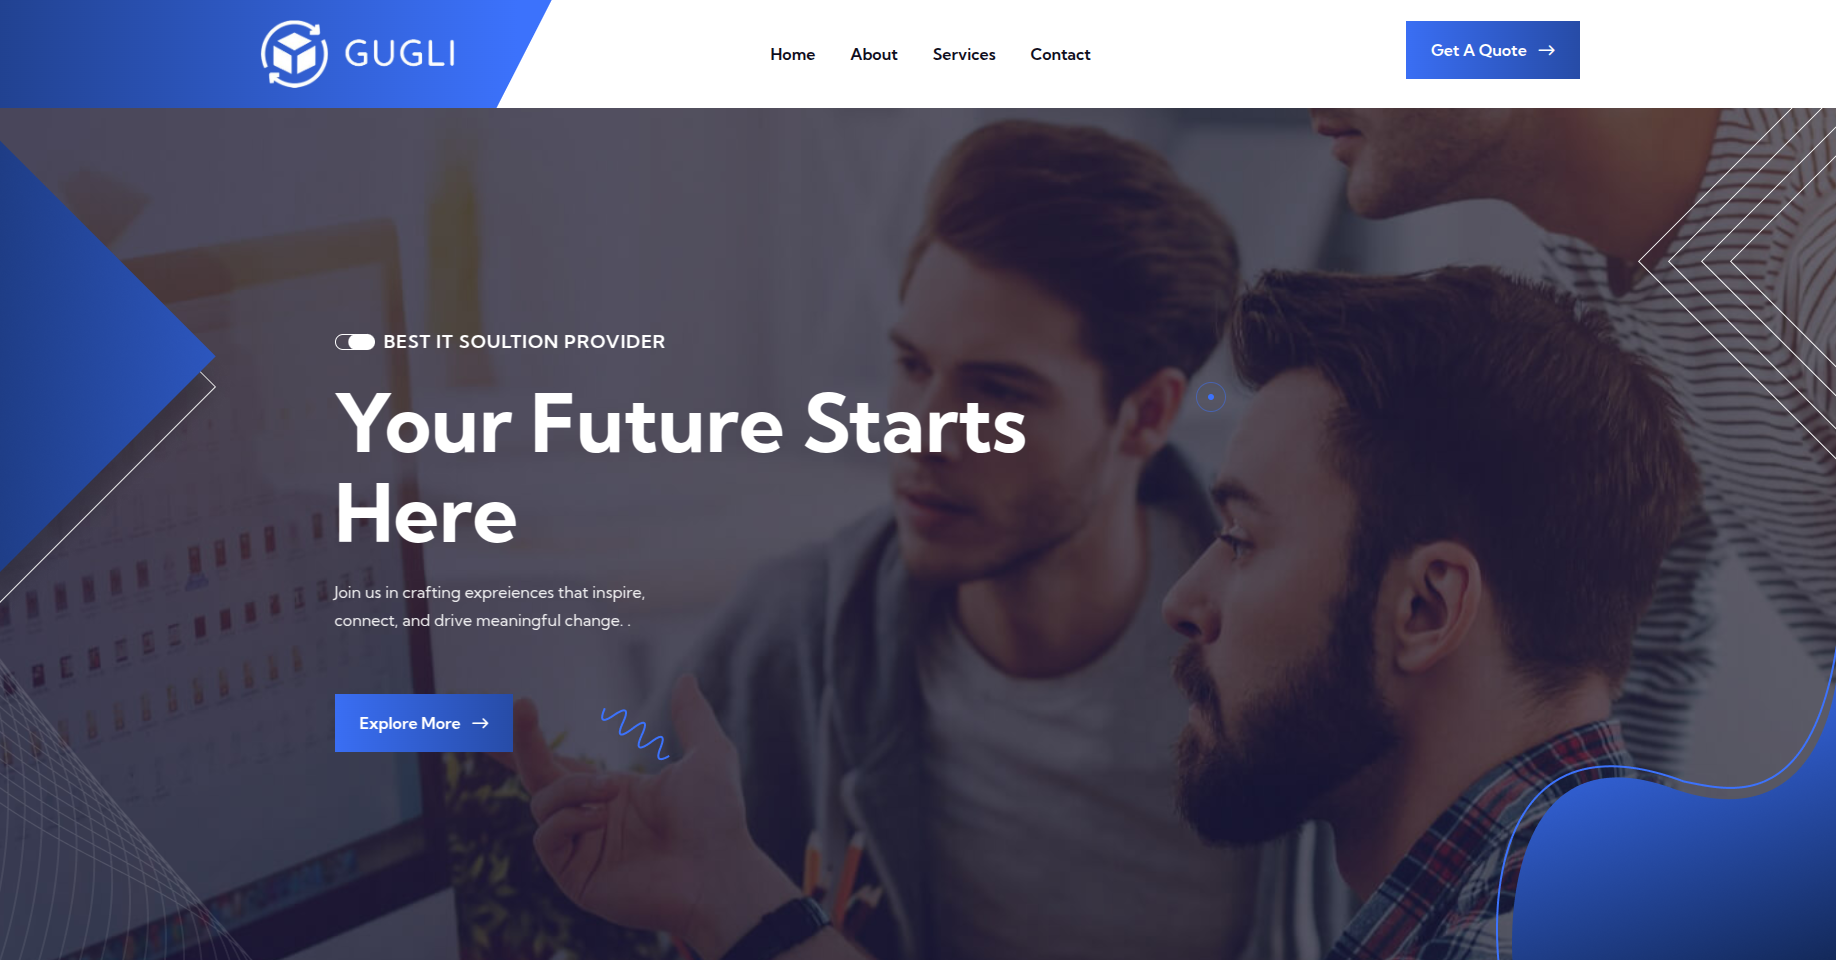 GUGLI
Home About Services Contact
Get A Quote
BEST IT SOULTION PROVIDER
Your Future Starts
Here
Join us in crafting expreiences that inspire,
connect, and drive meaningful change. .
Explore More